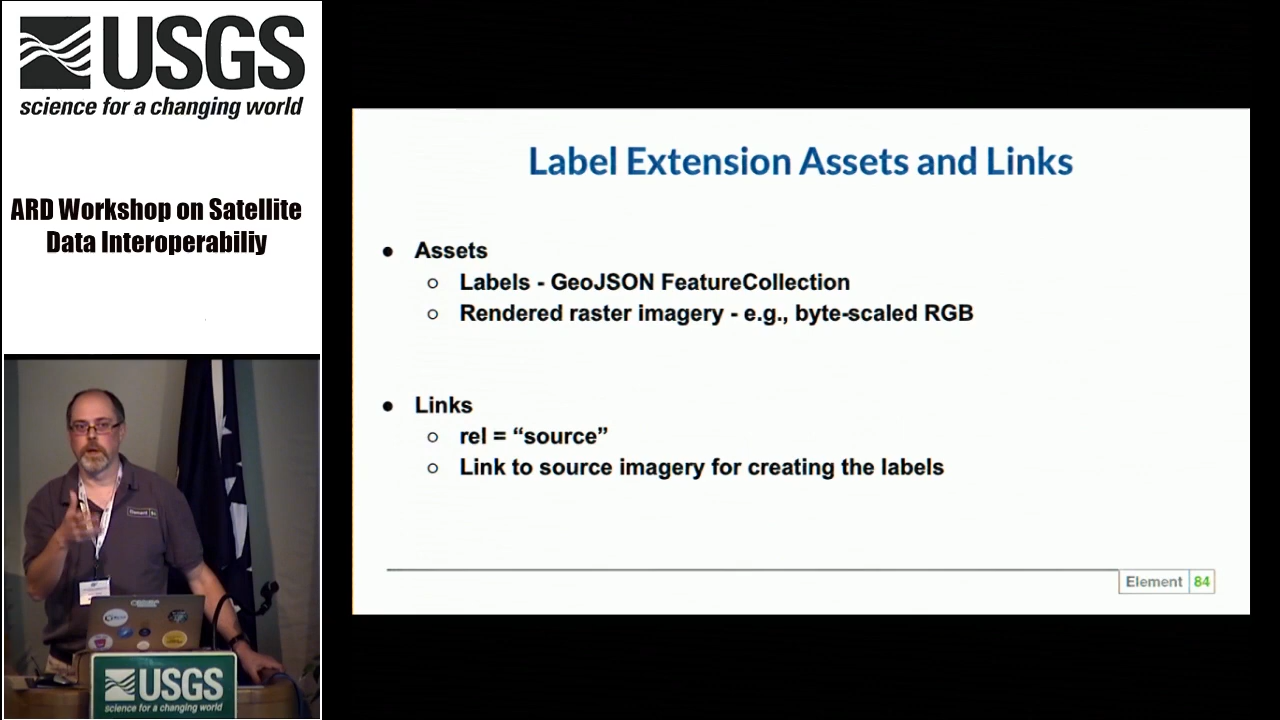 USGS
science for a changing world
ARD Workshop on Satellite
Data Interoperabiliy
Label Extension Assets and Links
● Assets
○ Labels - GeoJSON FeatureCollection
○ Rendered raster imagery - e.g., byte-scaled RGB
● Links
○ rel = “source”
○ Link to source imagery for creating the labels
Element 84
Element 84
USGS
science for a changing world